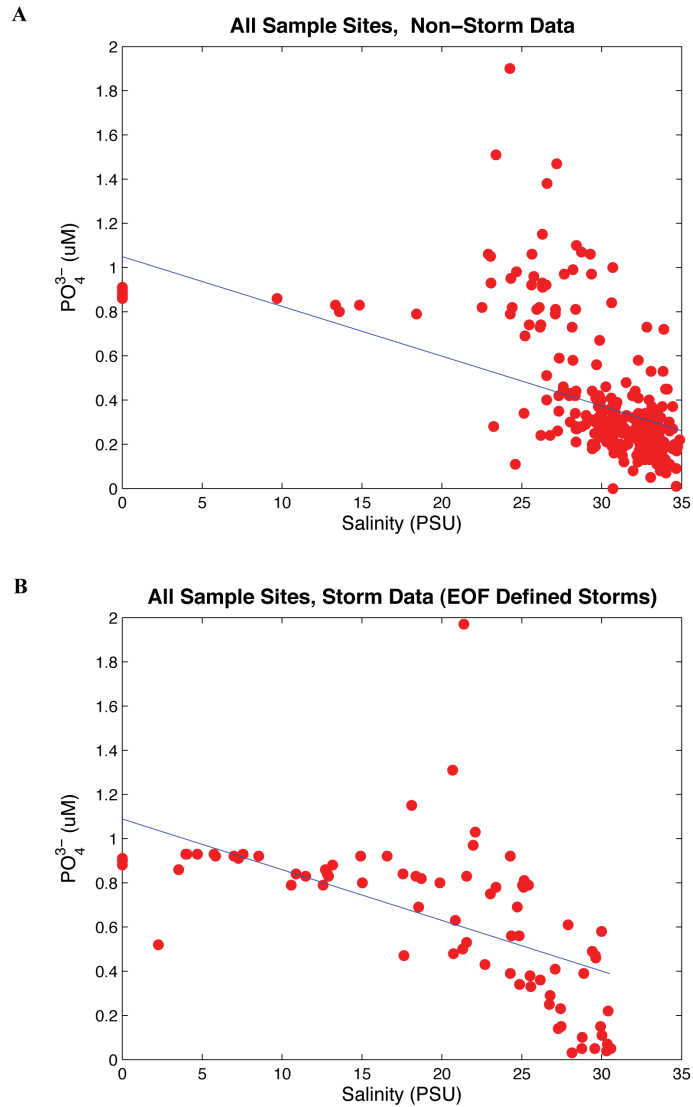 A
All Sample Sites, Non–Storm Data
2
1.8
1.6
1.4
1.2
1
0.8
0.6
0.4
0.2
0
PO₄³⁻ (uM)
0 5 10 15 20 25 30 35
Salinity (PSU)
B
All Sample Sites, Storm Data (EOF Defined Storms)
2
1.8
1.6
1.4
1.2
1
0.8
0.6
0.4
0.2
0
PO₄³⁻ (uM)
0 5 10 15 20 25 30 35
Salinity (PSU)